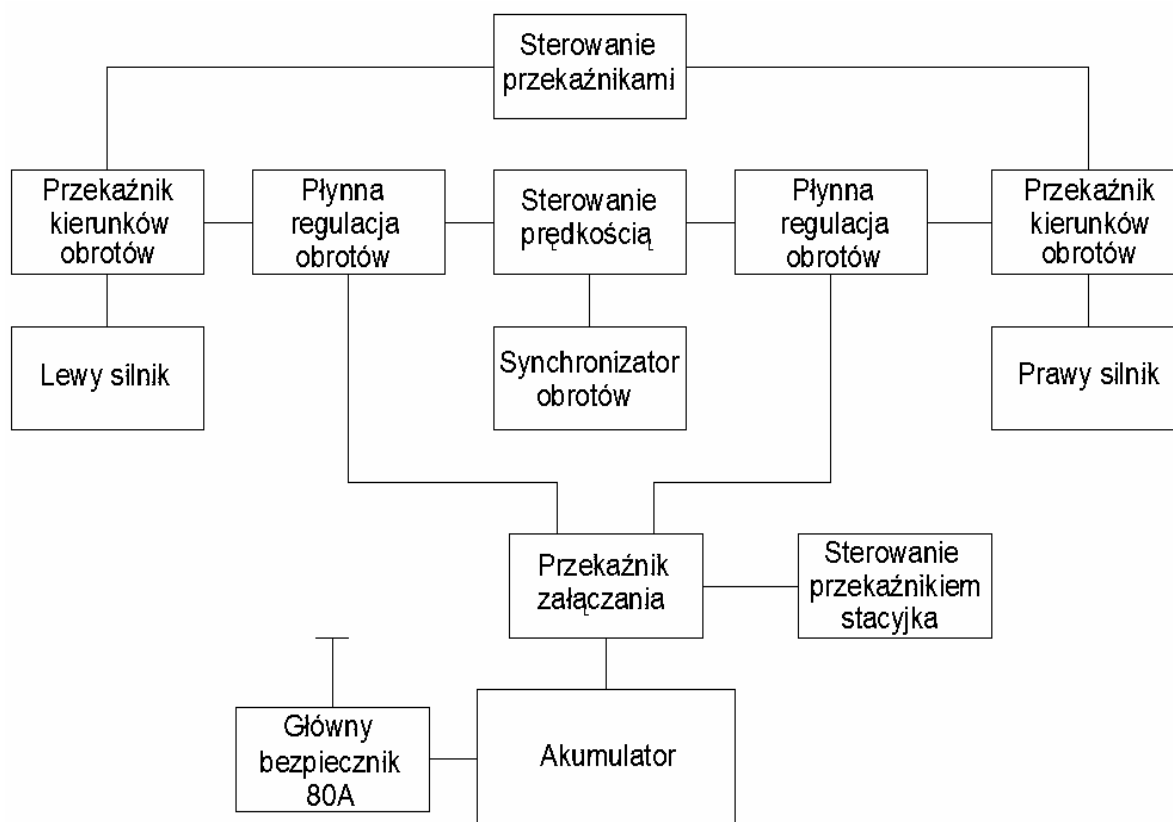 Sterowanie
przekaźnikami
Przekaźnik
kierunków
obrotów
Płynna
regulacja
obrotów
Sterowanie
prędkością
Płynna
regulacja
obrotów
Przekaźnik
kierunków
obrotów
Lewy silnik
Synchronizator
obrotów
Prawy silnik
Przekaźnik
załączania
Sterowanie
przekaźnikiem
stacyjka
Główny
bezpiecznik
80A
Akumulator